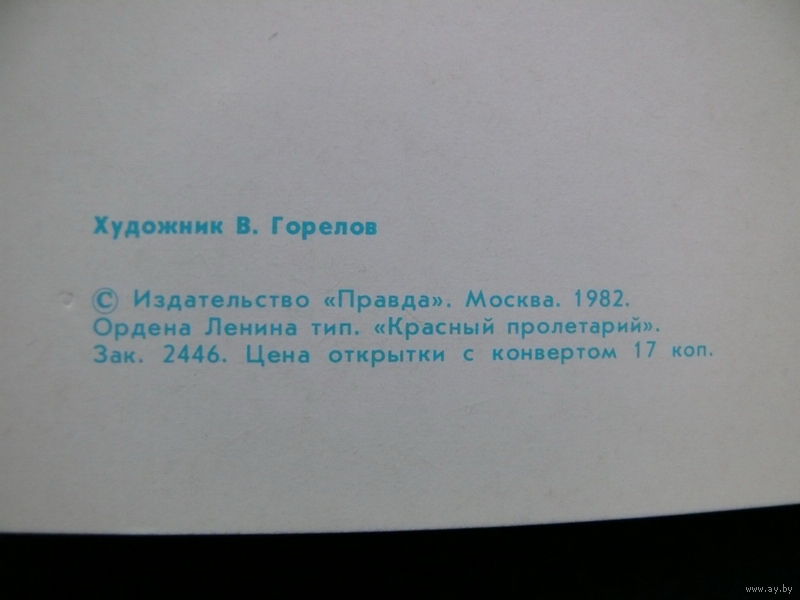 Художник В. Горелов
© Издательство «Правда». Москва. 1982.
Ордена Ленина тип. «Красный пролетарий».
Зак. 2446. Цена открытки с конвертом 17 коп.
www.ay.by